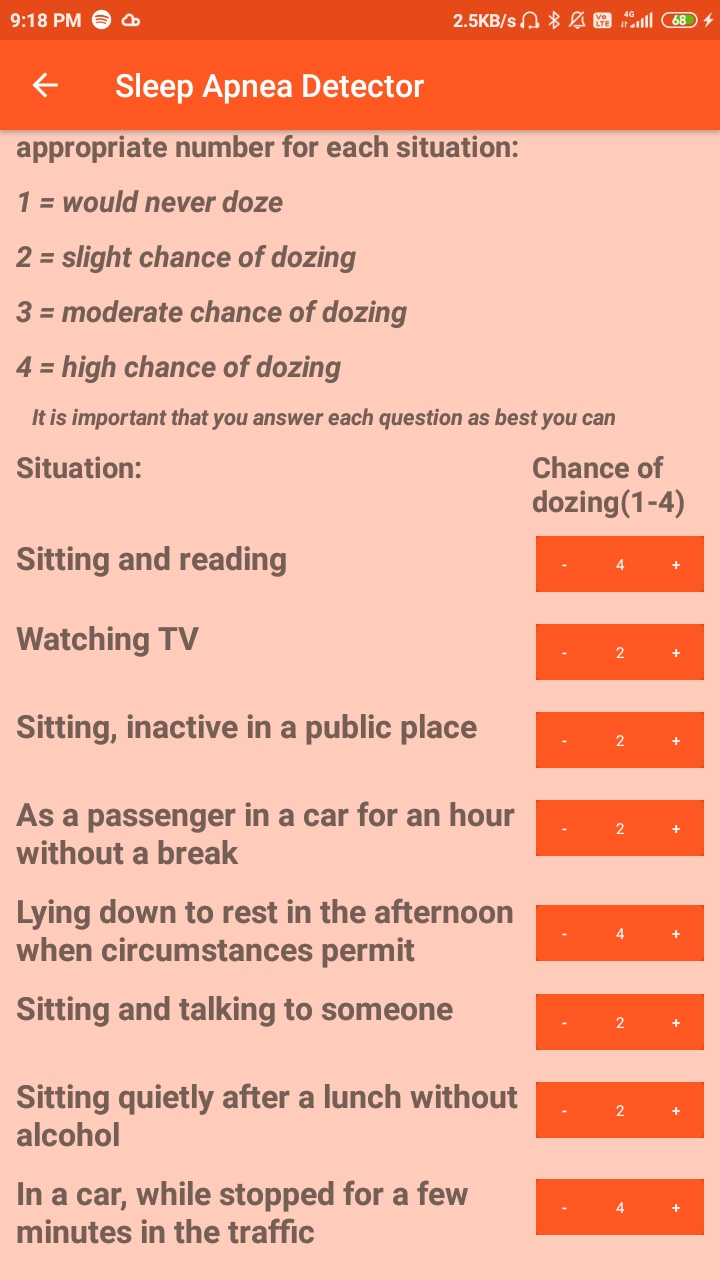 9:18 PM 2.5KB/s Vo LTE 4G 68
Sleep Apnea Detector
appropriate number for each situation:
1 = would never doze
2 = slight chance of dozing
3 = moderate chance of dozing
4 = high chance of dozing
It is important that you answer each question as best you can
Situation: Chance of
dozing(1-4)
Sitting and reading
- 4 +
Watching TV
- 2 +
Sitting, inactive in a public place
- 2 +
As a passenger in a car for an hour
without a break
- 2 +
Lying down to rest in the afternoon
when circumstances permit
- 4 +
Sitting and talking to someone
- 2 +
Sitting quietly after a lunch without
alcohol
- 2 +
In a car, while stopped for a few
minutes in the traffic
- 4 +